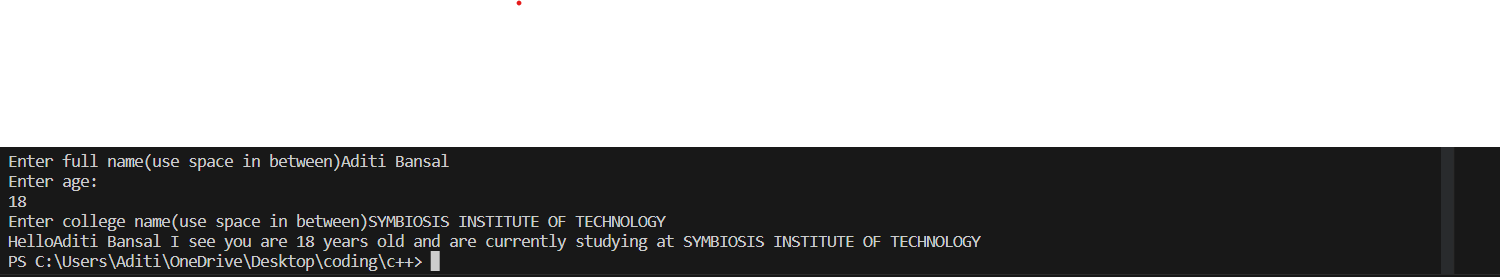 Enter full name(use space in between)Aditi Bansal
Enter age:
18
Enter college name(use space in between)SYMBIOSIS INSTITUTE OF TECHNOLOGY
HelloAditi Bansal I see you are 18 years old and are currently studying at SYMBIOSIS INSTITUTE OF TECHNOLOGY
PS C:\Users\Aditi\OneDrive\Desktop\coding\c++>